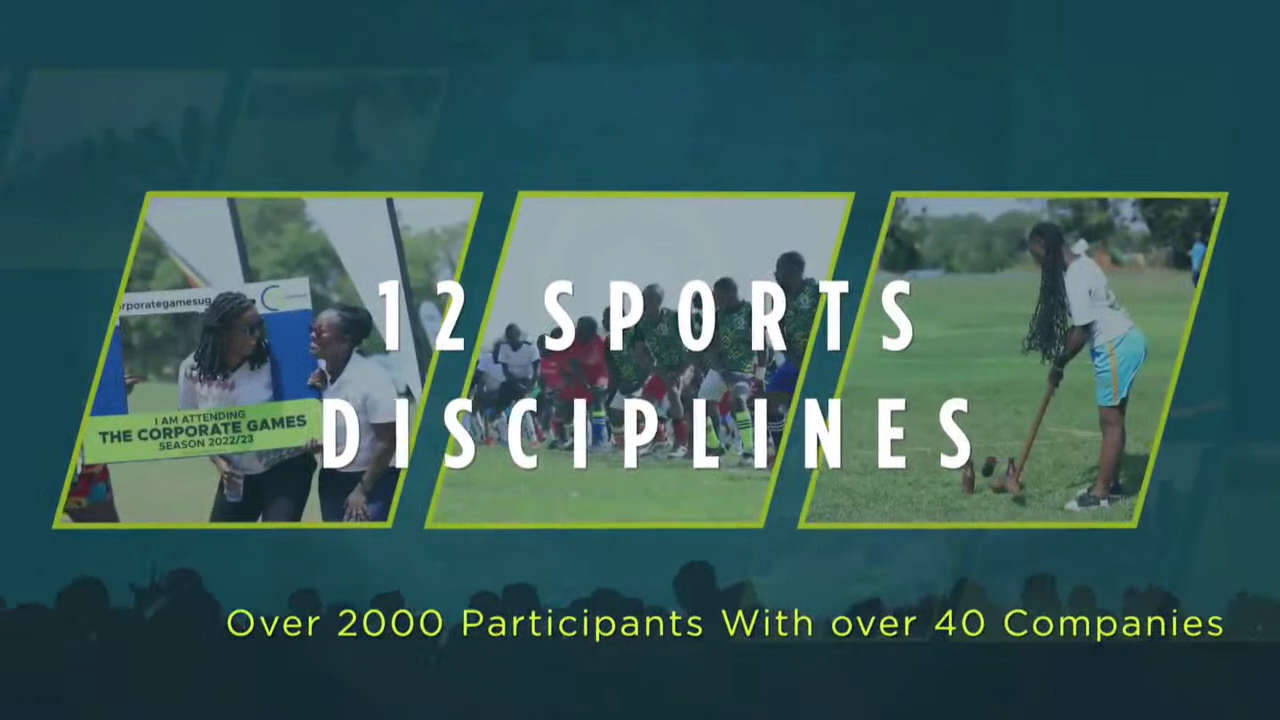 orporategamesug
12 SPORTS
DISCIPLINES
I AM ATTENDING
THE CORPORATE GAMES
SEASON 2022/23
Over 2000 Participants With over 40 Companies